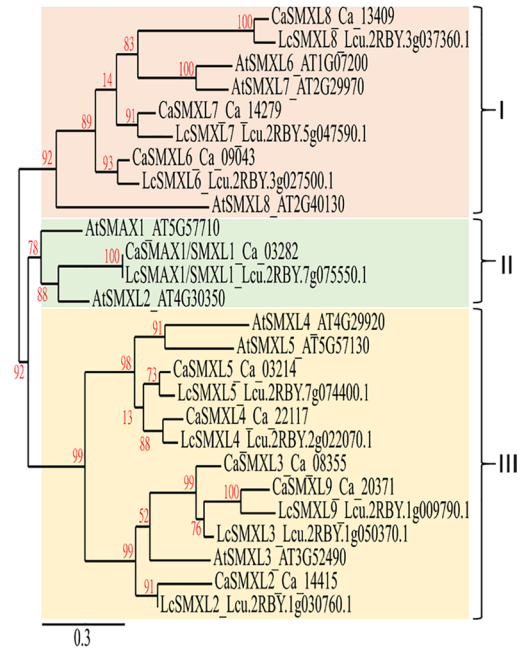 100
CaSMXL8_Ca_13409
LcSMXL8_Lcu.2RBY.3g037360.1
83
AtSMXL6_AT1G07200
100
AtSMXL7_AT2G29970
14
CaSMXL7_Ca_14279
91
LcSMXL7_Lcu.2RBY.5g047590.1
I
89
CaSMXL6_Ca_09043
93
LcSMXL6_Lcu.2RBY.3g027500.1
92
AtSMXL8_AT2G40130
AtSMAX1_AT5G57710
78
CaSMAX1/SMXL1_Ca_03282
100
LcSMAX1/SMXL1_Lcu.2RBY.7g075550.1
II
88
AtSMXL2_AT4G30350
AtSMXL4_AT4G29920
91
AtSMXL5_AT5G57130
92
98
CaSMXL5_Ca_03214
73
LcSMXL5_Lcu.2RBY.7g074400.1
13
CaSMXL4_Ca_22117
88
LcSMXL4_Lcu.2RBY.2g022070.1
99
CaSMXL3_Ca_08355
III
99
CaSMXL9_Ca_20371
100
LcSMXL9_Lcu.2RBY.1g009790.1
76
LcSMXL3_Lcu.2RBY.1g050370.1
52
AtSMXL3_AT3G52490
99
CaSMXL2_Ca_14415
91
LcSMXL2_Lcu.2RBY.1g030760.1
0.3